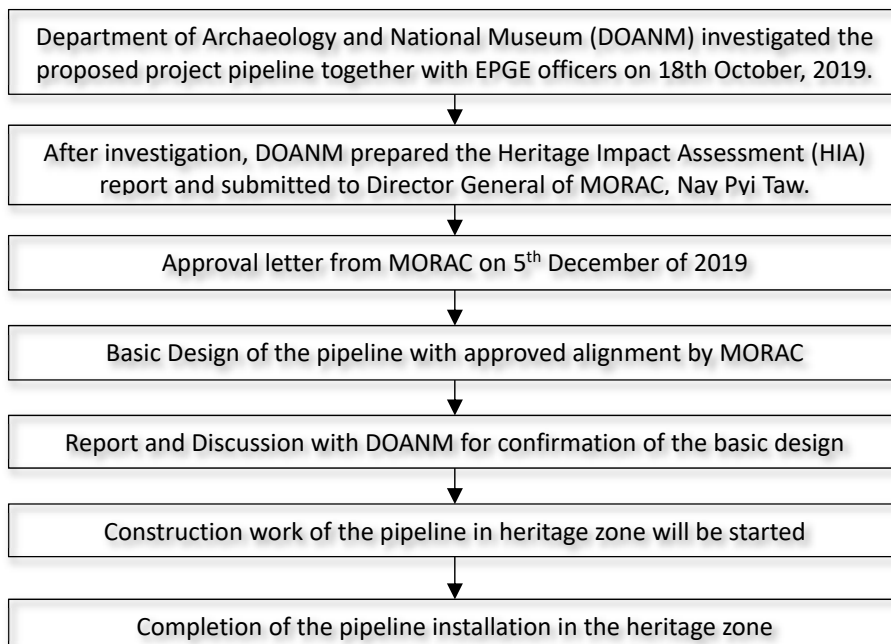 Department of Archaeology and National Museum (DOANM) investigated the
proposed project pipeline together with EPGE officers on 18th October, 2019.
After investigation, DOANM prepared the Heritage Impact Assessment (HIA)
report and submitted to Director General of MORAC, Nay Pyi Taw.
Approval letter from MORAC on 5th December of 2019
Basic Design of the pipeline with approved alignment by MORAC
Report and Discussion with DOANM for confirmation of the basic design
Construction work of the pipeline in heritage zone will be started
Completion of the pipeline installation in the heritage zone